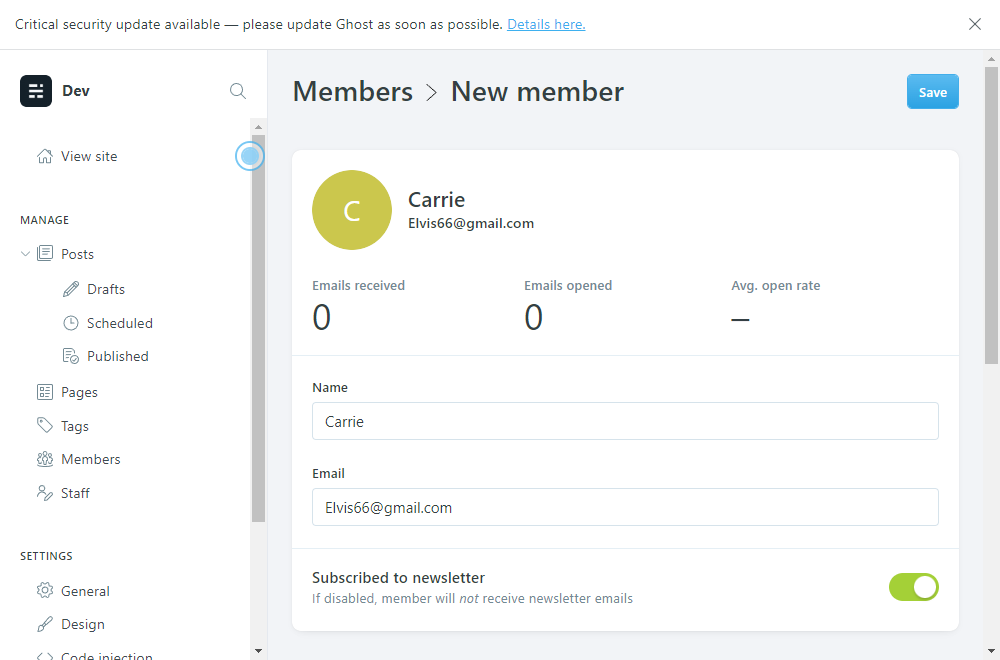 Critical security update available — please update Ghost as soon as possible. Details here.
Dev
View site
MANAGE
Posts
Drafts
Scheduled
Published
Pages
Tags
Members
Staff
SETTINGS
General
Design
Code injection
Members > New member
Save
C
Carrie
Elvis66@gmail.com
Emails received
0
Emails opened
0
Avg. open rate
–
Name
Carrie
Email
Elvis66@gmail.com
Subscribed to newsletter
If disabled, member will not receive newsletter emails